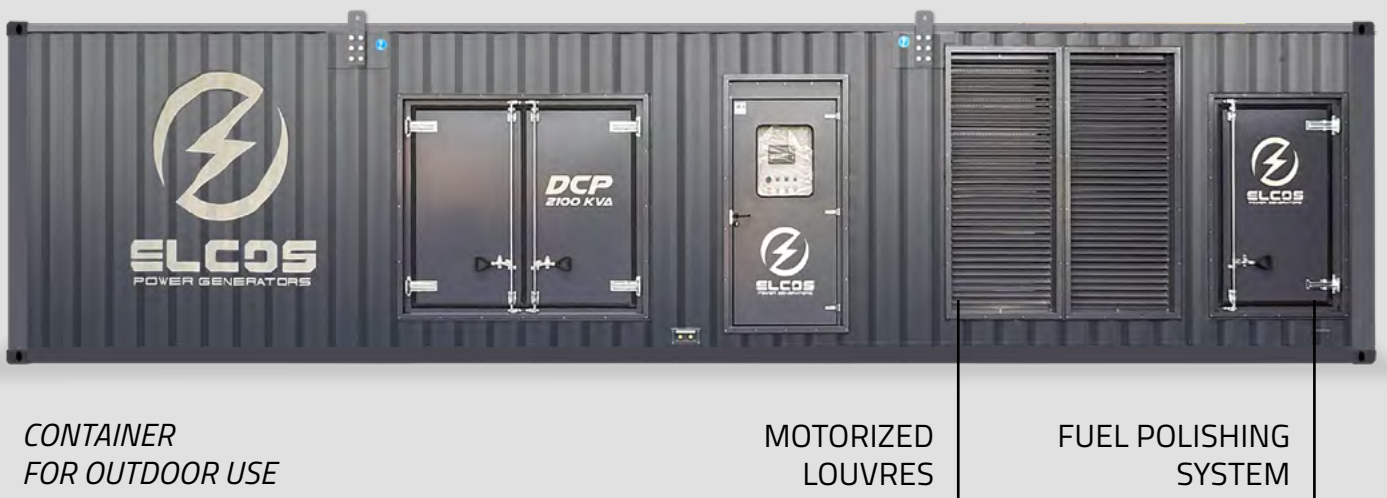 ELCOS
POWER GENERATORS
DCP
2100 KVA
ELCOS
POWER GENERATORS
ELCOS
POWER GENERATORS
CONTAINER
FOR OUTDOOR USE
MOTORIZED
LOUVRES
FUEL POLISHING
SYSTEM